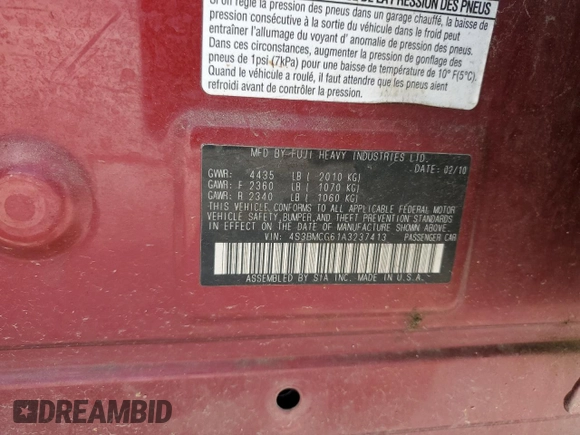 DE LA PRESSION DES PNEUS
Si on règle la pression des pneus dans un garage chauffé, la baisse de
pression consécutive à la sortie du véhicule dans le froid peut
entraîner l'allumage du voyant d' anomalie de pression des pneus.
Dans ces circonstances, augmenter la pression de gonflage des
pneus de 1psi (7kPa) pour une baisse de température de 10° F(5°C).
Quand le véhicule a roulé, il faut attendre que les pneus aient
refroidi avant de contrôler la pression.
MFD BY FUJI HEAVY INDUSTRIES LTD.
DATE: 02/10
GVWR: 4435 LB ( 2010 KG)
GAWR: F 2360 LB ( 1070 KG)
GAWR: R 2340 LB ( 1060 KG)
THIS VEHICLE CONFORMS TO ALL APPLICABLE FEDERAL MOTOR
VEHICLE SAFETY,BUMPER,AND THEFT PREVENTION STANDARDS
IN EFFECT ON THE DATE OF MANUFACTURE SHOWN ABOVE.
VIN: 4S3BMCG61A3237413 PASSENGER CAR
ASSEMBLED BY SIA INC. MADE IN U.S.A.
DREAMBID